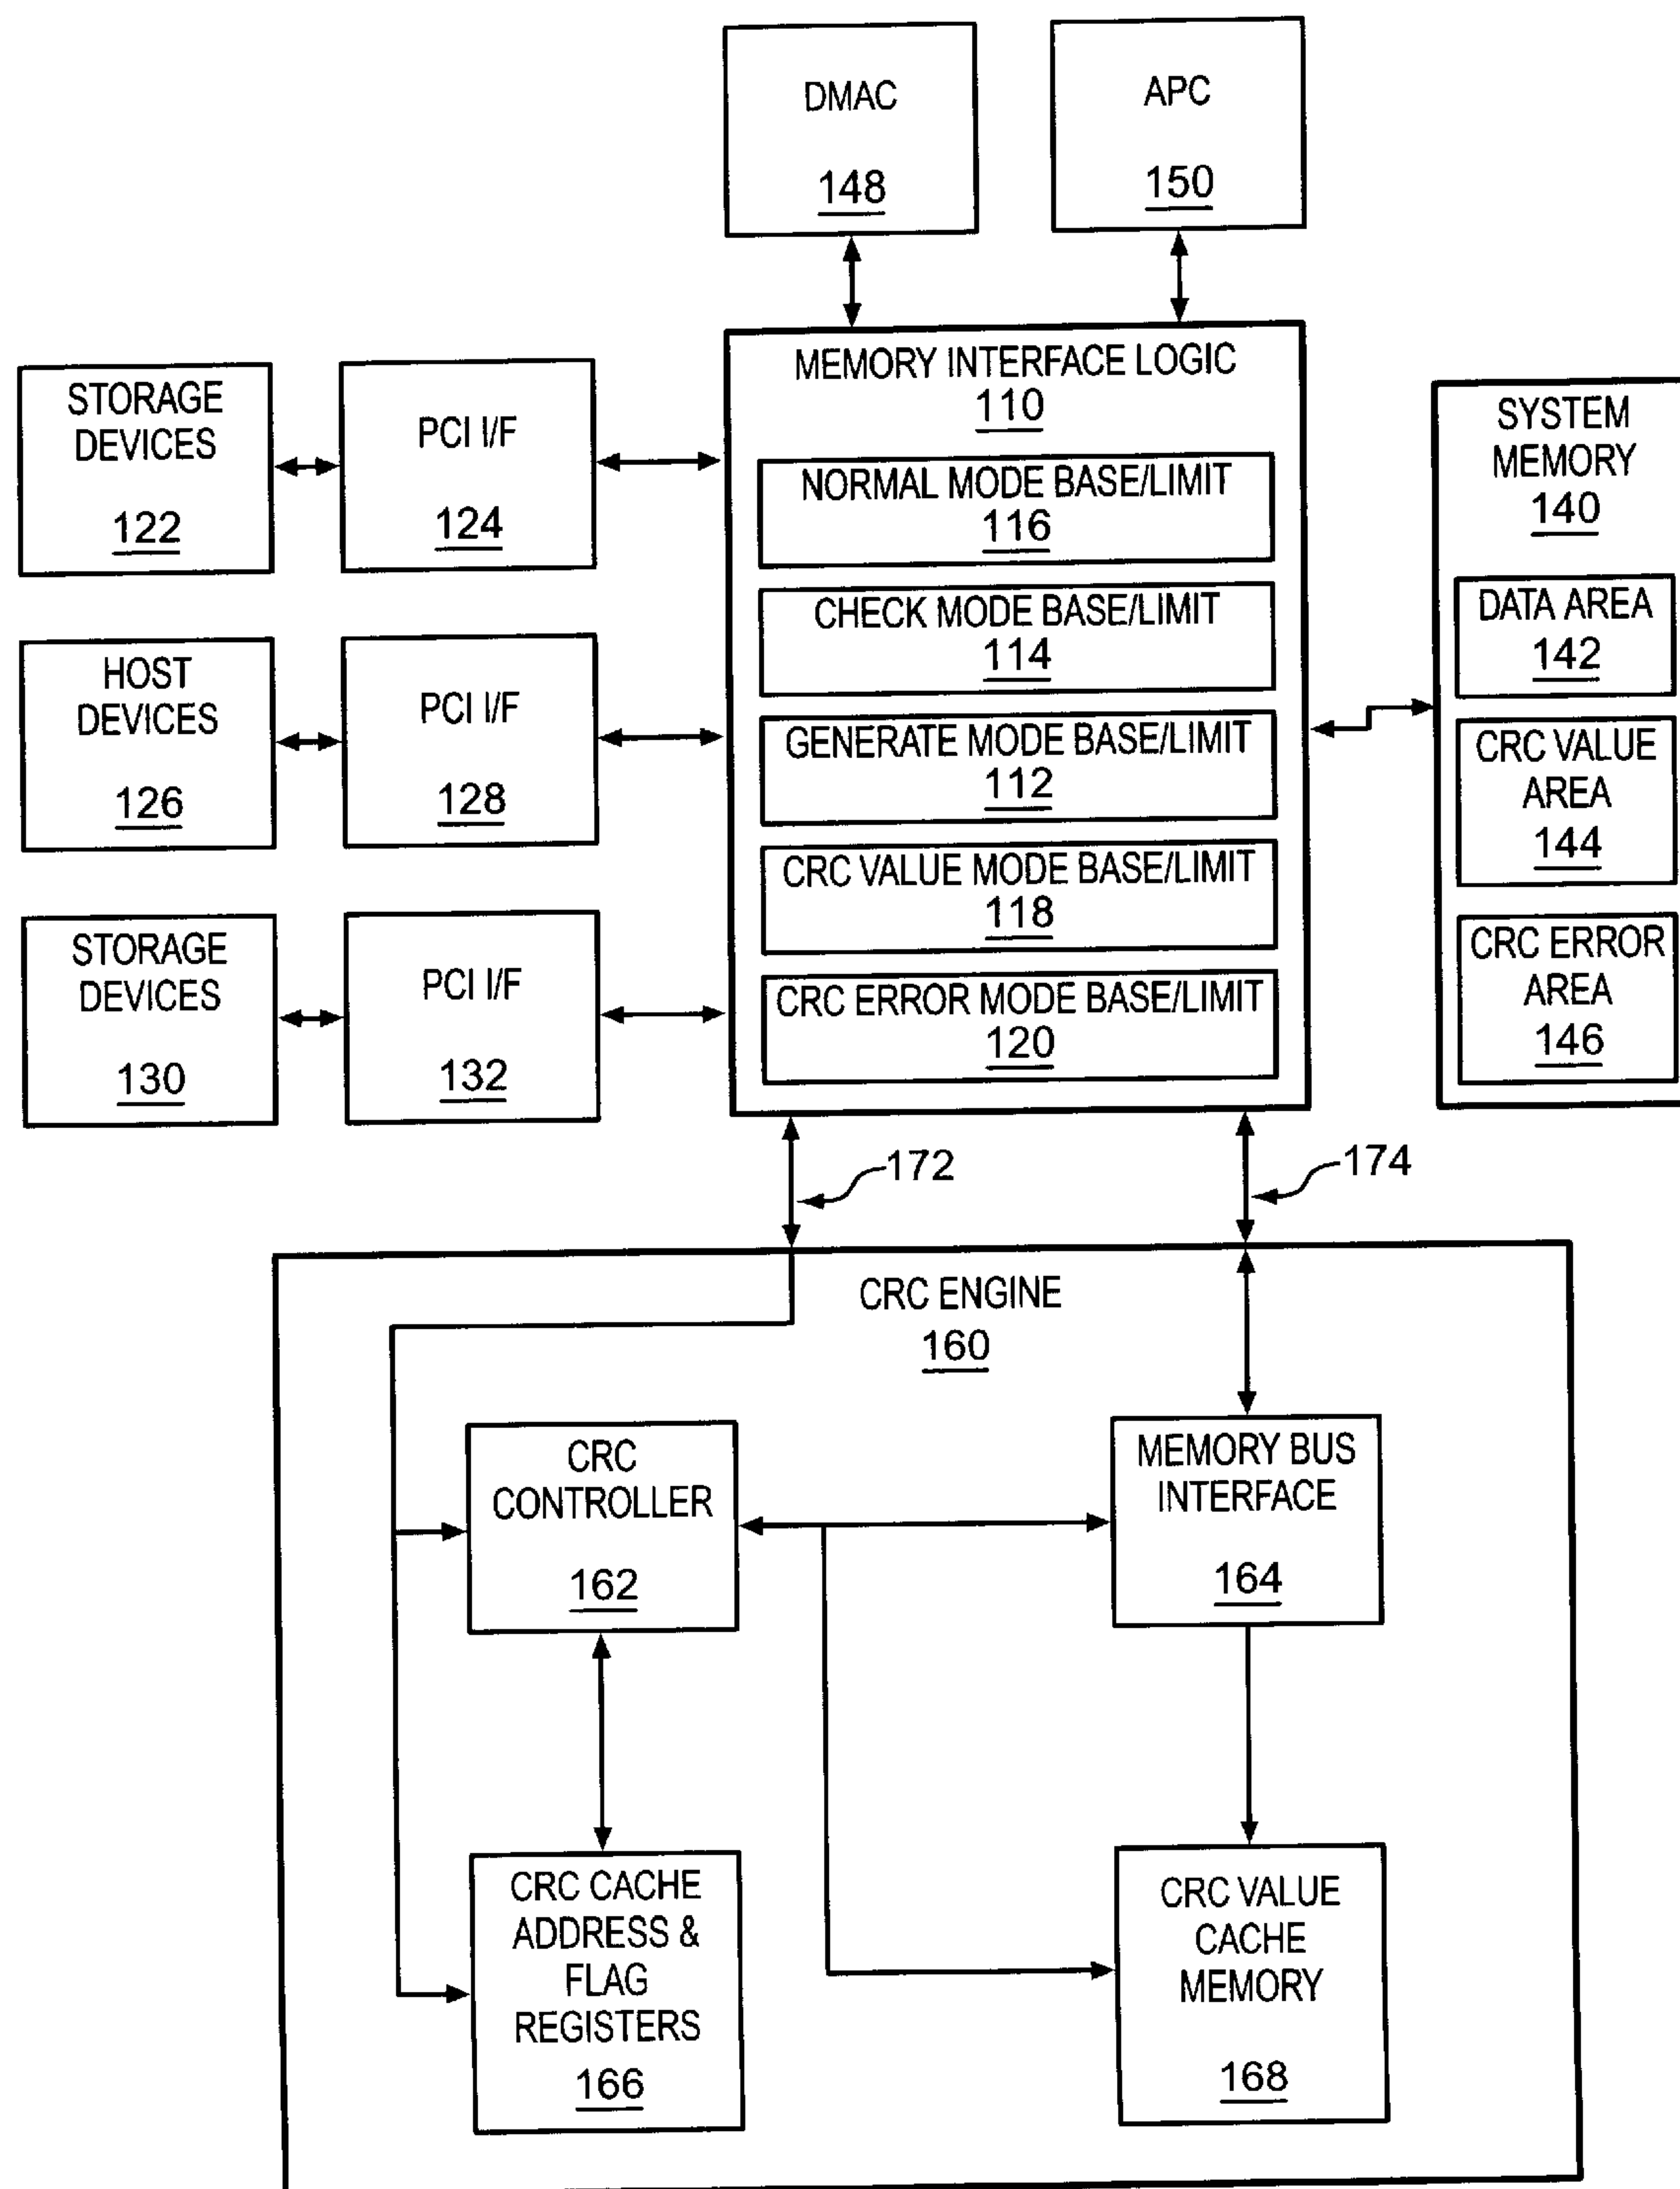 DMAC
148
APC
150
STORAGE
DEVICES
122
PCI I/F
124
HOST
DEVICES
126
PCI I/F
128
STORAGE
DEVICES
130
PCI I/F
132
MEMORY INTERFACE LOGIC
110
NORMAL MODE BASE/LIMIT
116
CHECK MODE BASE/LIMIT
114
GENERATE MODE BASE/LIMIT
112
CRC VALUE MODE BASE/LIMIT
118
CRC ERROR MODE BASE/LIMIT
120
SYSTEM
MEMORY
140
DATA AREA
142
CRC VALUE
AREA
144
CRC ERROR
AREA
146
172
174
CRC ENGINE
160
CRC
CONTROLLER
162
MEMORY BUS
INTERFACE
164
CRC CACHE
ADDRESS &
FLAG
REGISTERS
166
CRC VALUE
CACHE
MEMORY
168